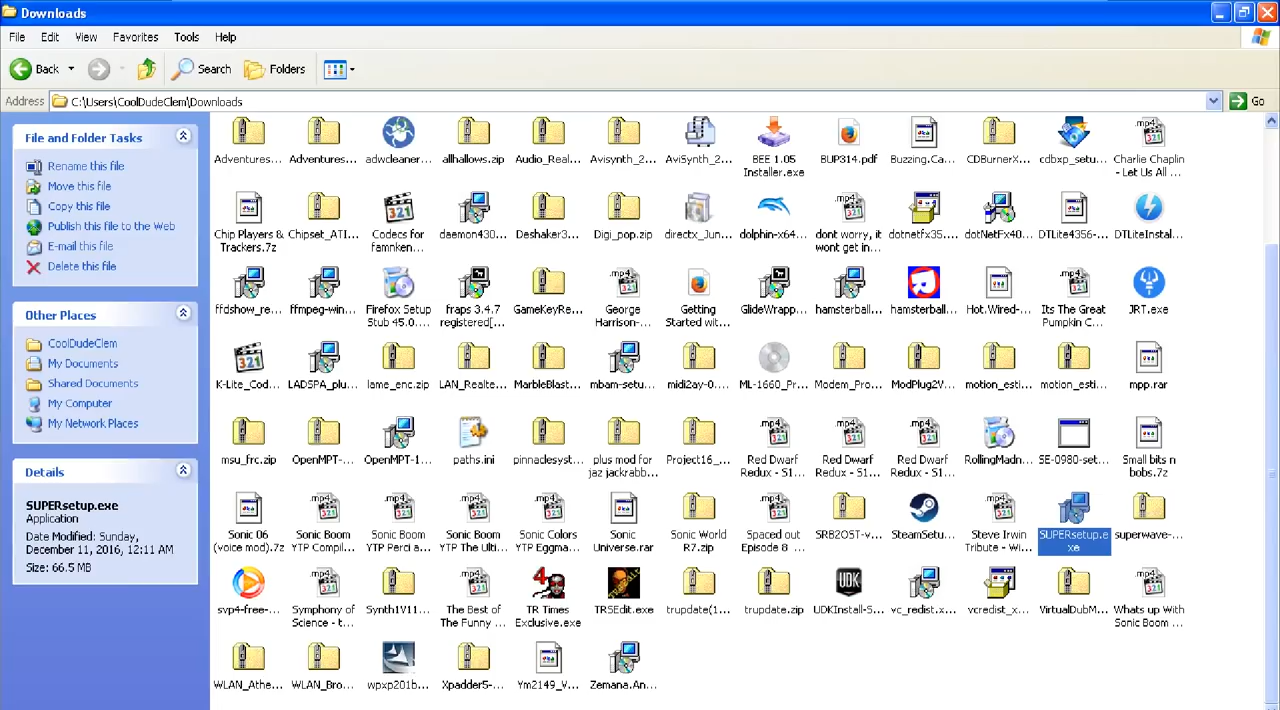 Downloads
File Edit View Favorites Tools Help
Back Search Folders
Address C:\Users\CoolDudeClem\Downloads Go
File and Folder Tasks
Rename this file
Move this file
Copy this file
Publish this file to the Web
E-mail this file
Delete this file
Other Places
CoolDudeClem
My Documents
Shared Documents
My Computer
My Network Places
Details
SUPERsetup.exe
Application
Date Modified: Sunday,
December 11, 2016, 12:11 AM
Size: 66.5 MB
Adventures... Adventures... adwcleaner... allhallows.zip Audio_Real... Avisynth_2... AviSynth_2... BEE 1.05 BUP314.pdf Buzzing.Ca... CDBurnerX... cdbxp_setu... Charlie Chaplin
Installer.exe - Let Us All ...
Chip Players & Chipset_ATI... Codecs for daemon430... Deshaker3... Digi_pop.zip directx_Jun... dolphin-x64... dont worry, it dotnetfx35.... dotNetFx40... DTLite4356-... DTLiteInstal...
Trackers.7z famnken... wont get in...
ffdshow_re... ffmpeg-win... Firefox Setup fraps 3.4.7 GameKeyRe... George Getting GlideWrapp... hamsterball... hamsterball... Hot.Wired-... Its The Great JRT.exe
Stub 45.0.... registered[... Harrison-... Started wit... Pumpkin C...
K-Lite_Cod... LADSPA_plu... lame_enc.zip LAN_Realte... MarbleBlast... mbam-setu... midi2ay-0.... ML-1660_Pr... Modem_Pro... ModPlug2V... motion_esti... motion_esti... mpp.rar
msu_frc.zip OpenMPT-... OpenMPT-1... paths.ini pinnaclesyst... plus mod for Project16_... Red Dwarf Red Dwarf Red Dwarf RollingMadn... SE-0980-set... Small bits n
jaz jackrabb... Redux - S1... Redux - S1... Redux - S1... bobs.7z
Sonic 06 Sonic Boom Sonic Boom Sonic Boom Sonic Colors Sonic Sonic World Spaced out SRB2OST-v... SteamSetu... Steve Irwin SUPERsetup.e superwave-...
(voice mod).7z YTP Compil... YTP Perci a... YTP The Ulti... YTP Eggma... Universe.rar R7.zip Episode 8 ... Tribute - Wi... xe
svp4-free-... Symphony of Synth1V11... The Best of TR Times TRSEdit.exe trupdate(1... trupdate.zip UDKInstall-S... vc_redist.x... vcredist_x... VirtualDubM... Whats up With
Science - t... The Funny ... Exclusive.exe Sonic Boom ...
WLAN_Athe... WLAN_Bro... wpxp201b... Xpadder5-... Ym2149_V... Zemana.An...